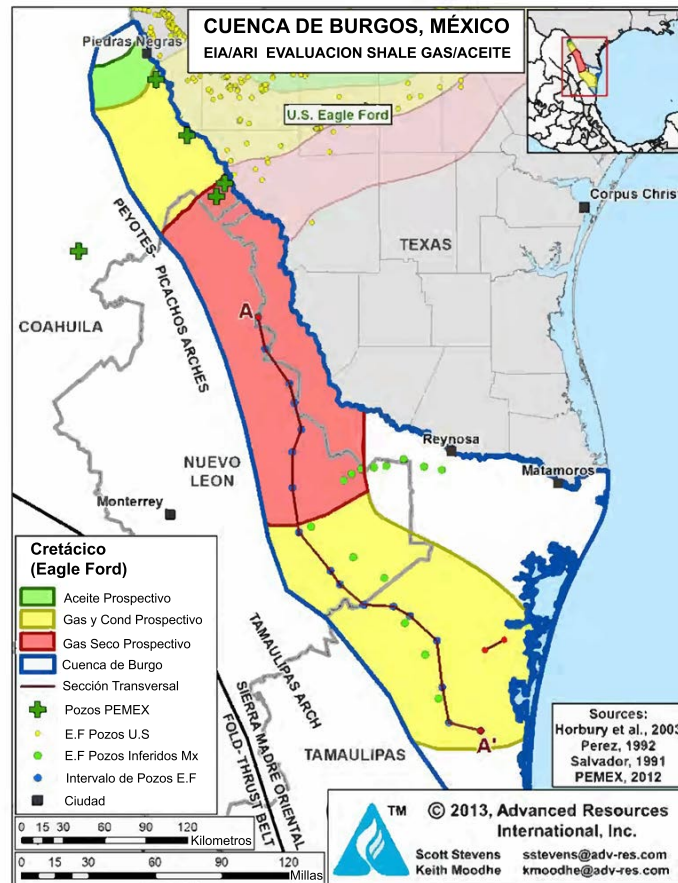 CUENCA DE BURGOS, MÉXICO
EIA/ARI EVALUACION SHALE GAS/ACEITE
Piedras Negras
U.S. Eagle Ford
Corpus Christ
TEXAS
PEYOTES- PICACHOS ARCHES
COAHUILA
A
NUEVO
LEON
Reynosa
Matamoros
Monterrey
TAMAULIPAS ARCH
SIERRA MADRE ORIENTAL
FOLD- THRUST BELT
TAMAULIPAS
A'
Cretácico
(Eagle Ford)
Aceite Prospectivo
Gas y Cond Prospectivo
Gas Seco Prospectivo
Cuenca de Burgo
Sección Transversal
Pozos PEMEX
E.F Pozos U.S
E.F Pozos Inferidos Mx
Intervalo de Pozos E.F
Ciudad
0 15 30 60 90 120
Kilometros
0 15 30 60 90 120
Millas
Sources:
Horbury et al., 2003
Perez, 1992
Salvador, 1991
PEMEX, 2012
TM © 2013, Advanced Resources
International, Inc.
Scott Stevens sstevens@adv-res.com
Keith Moodhe kmoodhe@adv-res.com